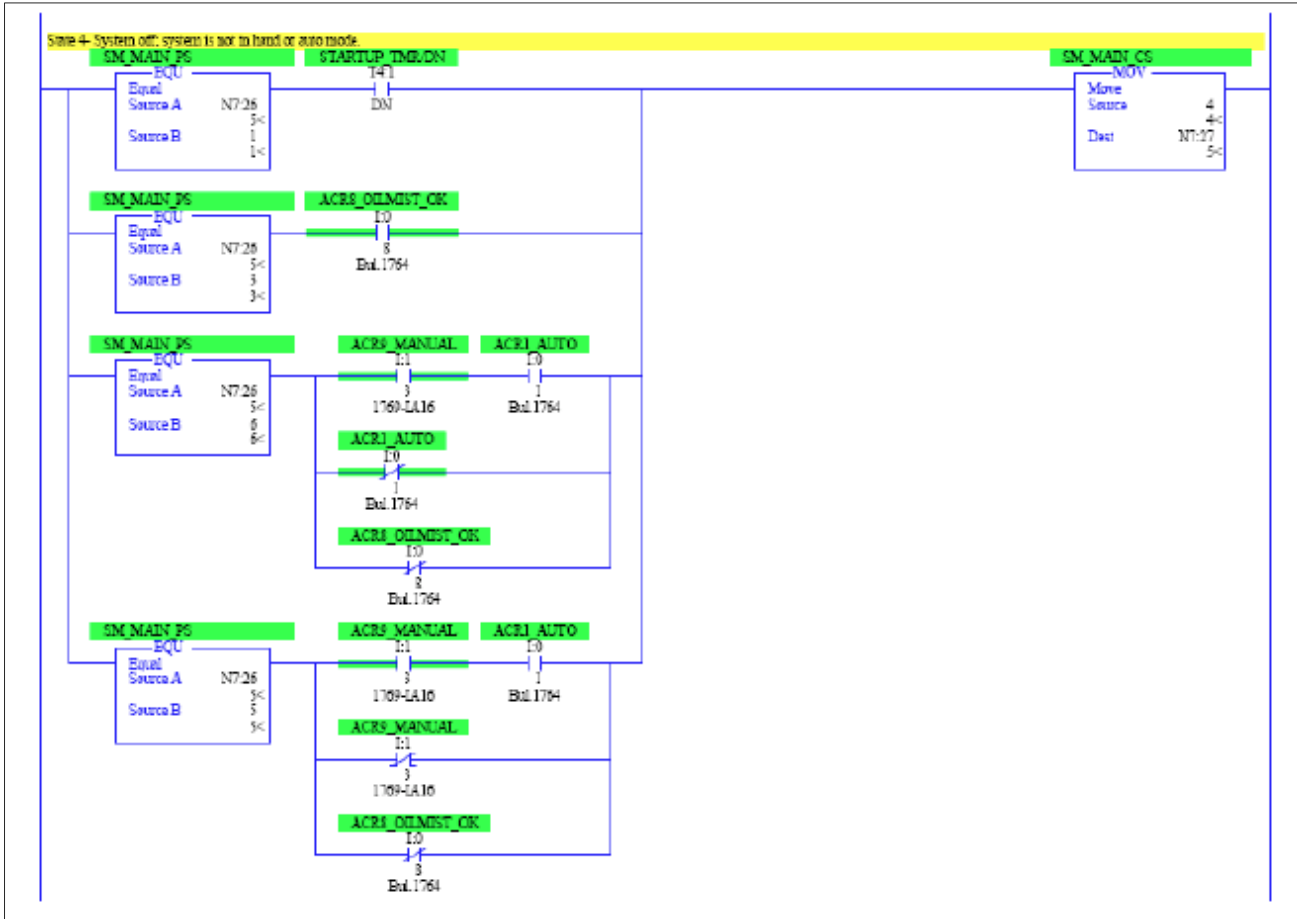 State 4- System off; system is not in hand or auto mode.
SM_MAIN_PS STARTUP_TMR/DN SM_MAIN_CS
EQU T4:1 MOV
Equal DN Move
Source A N7:26 Source 4
5< 4<
Source B 1 Dest N7:27
1< 5<
SM_MAIN_PS ACR8_OILMIST_OK
EQU I:0
Equal 8
Source A N7:26 Bul.1764
5<
Source B 3
3<
SM_MAIN_PS ACR9_MANUAL ACR1_AUTO
EQU I:1 I:0
Equal 3 1
Source A N7:26 1769-IA16 Bul.1764
5<
Source B 6
6<
ACR1_AUTO
I:0
1
Bul.1764
ACR8_OILMIST_OK
I:0
8
Bul.1764
SM_MAIN_PS ACR9_MANUAL ACR1_AUTO
EQU I:1 I:0
Equal 3 1
Source A N7:26 1769-IA16 Bul.1764
5<
Source B 5
5<
ACR9_MANUAL
I:1
3
1769-IA16
ACR8_OILMIST_OK
I:0
8
Bul.1764